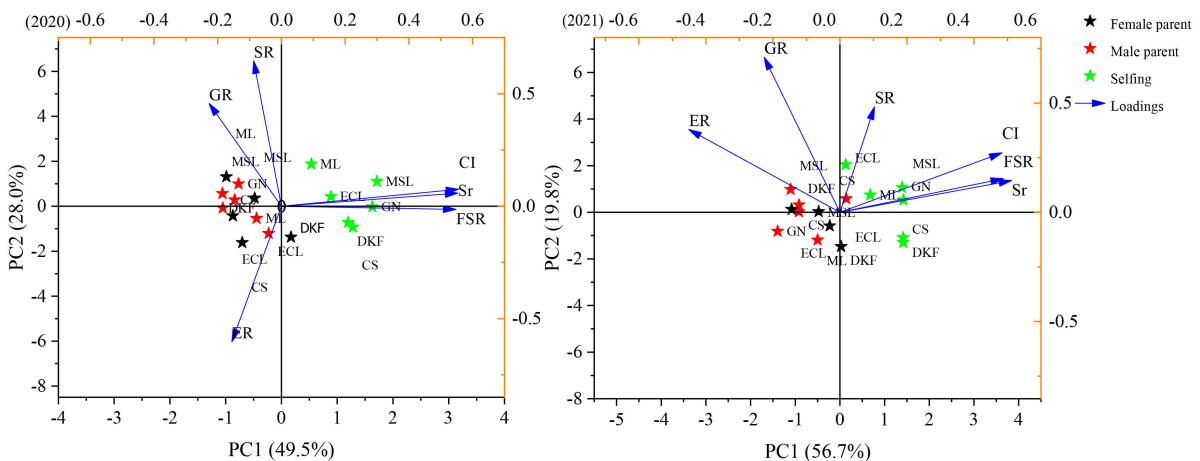 (2020) -0.6 -0.4 -0.2 0.0 0.2 0.4 0.6
SR
6
GR
0.5
4
ML
2
MSL MSL
ML
CI
GN
ECL
MSL
Sr
0
0.0
DKF
ML
GN
FSR
DKF
DKF
-2
ECL
ECL
CS
CS
-4
-0.5
ER
-6
-8
-4 -3 -2 -1 0 1 2 3 4
PC2 (28.0%)
PC1 (49.5%)
(2021) -0.6 -0.4 -0.2 0.0 0.2 0.4 0.6
GR
6
SR
0.5
ER
4
CI
2
MSL
ECL
MSL
FSR
DKF
CS
ML
GN
Sr
0
0.0
MSL
GN
CS
ECL
CS
-2
ECL
ML DKF
DKF
-4
-0.5
-6
-8
-5 -4 -3 -2 -1 0 1 2 3 4
PC2 (19.8%)
PC1 (56.7%)
Female parent
Male parent
Selfing
Loadings